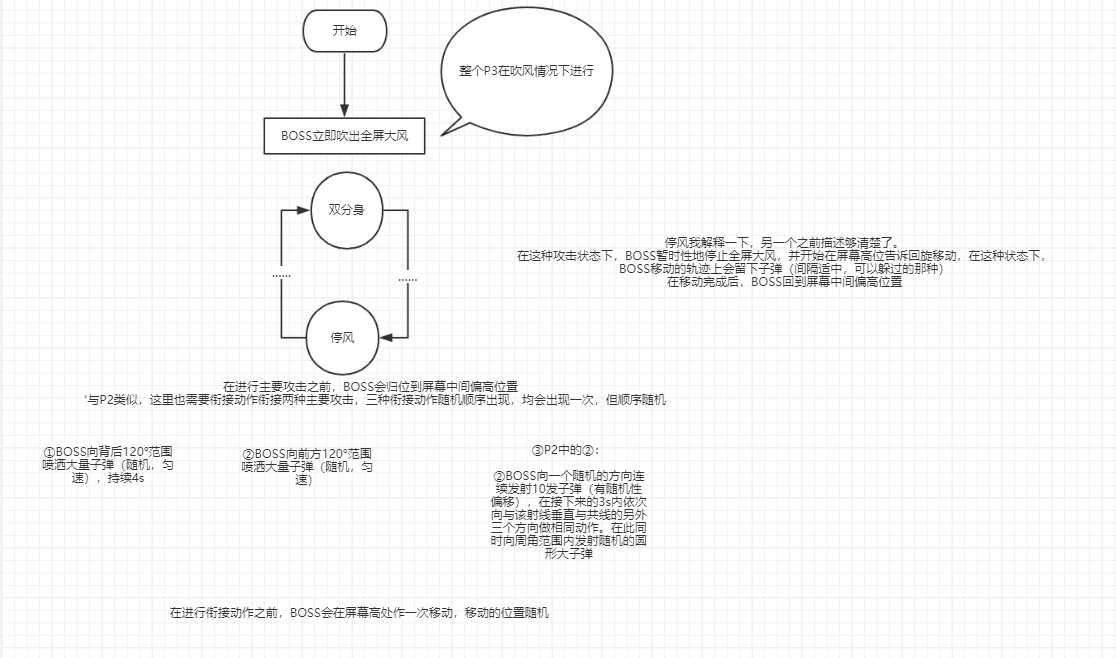 开始
整个P3在吹风情况下进行
BOSS立即吹出全屏大风
双分身
……
……
停风
停风我解释一下，另一个之前描述够清楚了。
在这种攻击状态下，BOSS暂时性地停止全屏大风，并开始在屏幕高位告诉回旋移动，在这种状态下，
BOSS移动的轨迹上会留下子弹（间隔适中，可以躲过的那种）
在移动完成后，BOSS回到屏幕中间偏高位置
在进行主要攻击之前，BOSS会归位到屏幕中间偏高位置
‘与P2类似，这里也需要衔接动作衔接两种主要攻击，三种衔接动作随机顺序出现，均会出现一次，但顺序随机
①BOSS向背后120°范围
喷洒大量子弹（随机，匀
速），持续4s
②BOSS向前方120°范围
喷洒大量子弹（随机，匀
速）
③P2中的②：
②BOSS向一个随机的方向连
续发射10发子弹（有随机性
偏移），在接下来的3s内依次
向与该射线垂直与共线的另外
三个方向做相同动作。在此同
时向周角范围内发射随机的圆
形大子弹
在进行衔接动作之前，BOSS会在屏幕高处作一次移动，移动的位置随机